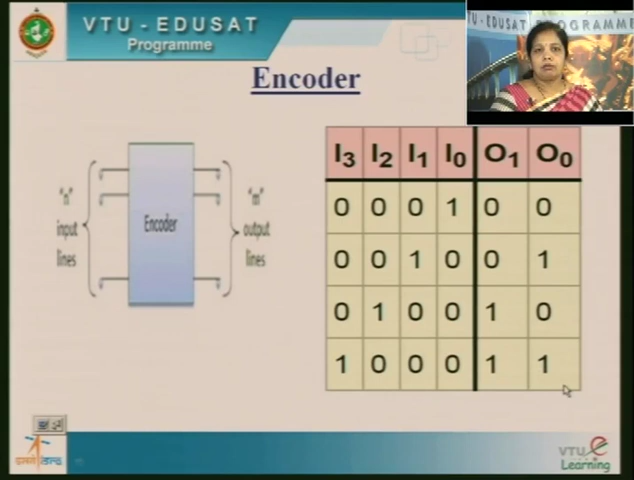 VTU - EDUSAT
Programme
U - EDUSAT PROGRAMME
Encoder
"n"
input
lines
Encoder
"m"
output
lines
I3 I2 I1 I0 O1 O0
0 0 0 1 0 0
0 0 1 0 0 1
0 1 0 0 1 0
1 0 0 0 1 1
VTU e
Learning